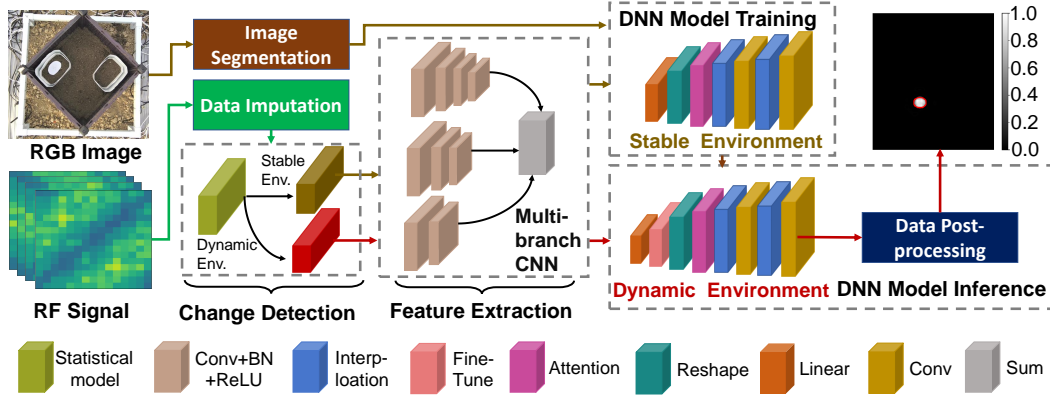 Image
Segmentation
Data Imputation
RGB Image
RF Signal
Stable
Env.
Dynamic
Env.
Change Detection
Multi-
branch
CNN
Feature Extraction
DNN Model Training
Stable Environment
Dynamic Environment
DNN Model Inference
Data Post-
processing
1.0
0.8
0.6
0.4
0.2
0.0
Statistical
model
Conv+BN
+ReLU
Interp-
loation
Fine-
Tune
Attention
Reshape
Linear
Conv
Sum